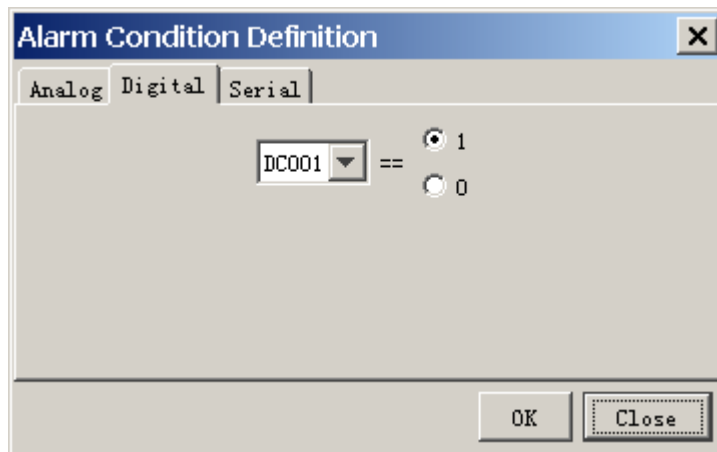 Alarm Condition Definition
Analog Digital Serial
DC001 == 1
0
OK Close